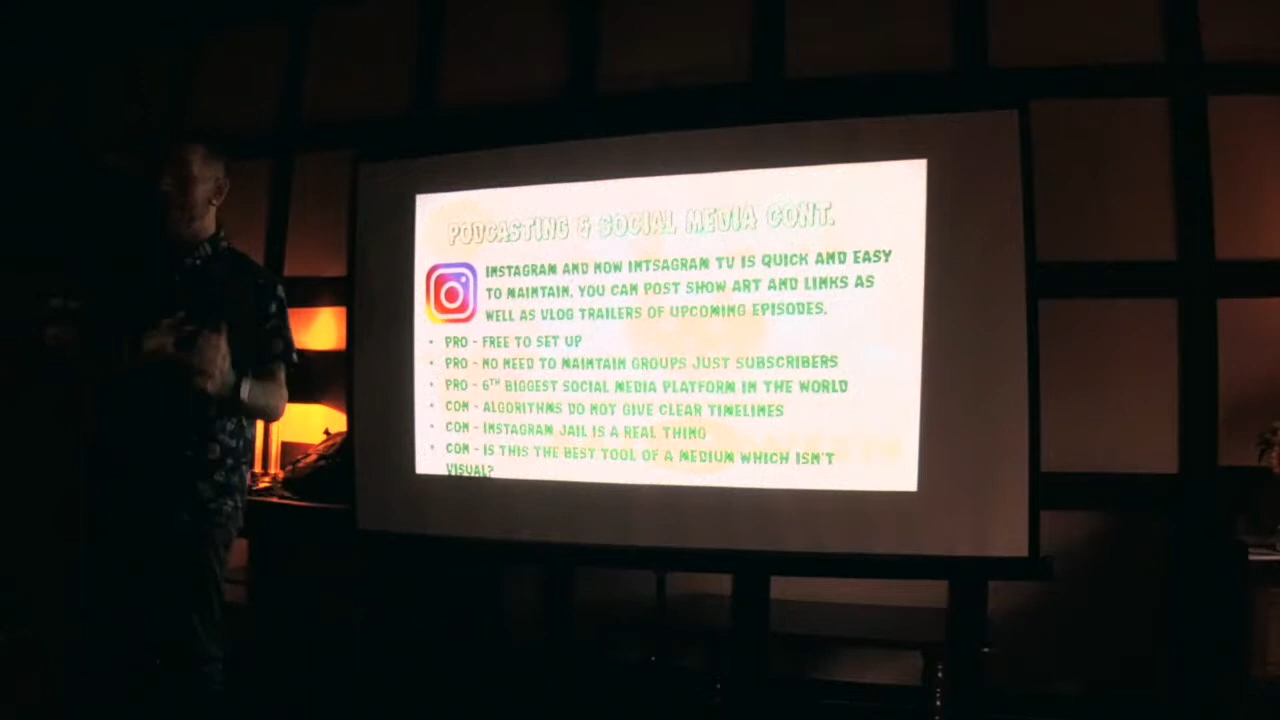 PODCASTING & SOCIAL MEDIA CONT.
INSTAGRAM AND NOW INTSAGRAM TV IS QUICK AND EASY
TO MAINTAIN. YOU CAN POST SHOW ART AND LINKS AS
WELL AS VLOG TRAILERS OF UPCOMING EPISODES.
• PRO - FREE TO SET UP
• PRO - NO NEED TO MAINTAIN GROUPS JUST SUBSCRIBERS
• PRO - 6TH BIGGEST SOCIAL MEDIA PLATFORM IN THE WORLD
• CON - ALGORITHMS DO NOT GIVE CLEAR TIMELINES
• CON - INSTAGRAM JAIL IS A REAL THING
• CON - IS THIS THE BEST TOOL OF A MEDIUM WHICH ISN'T
VISUAL?